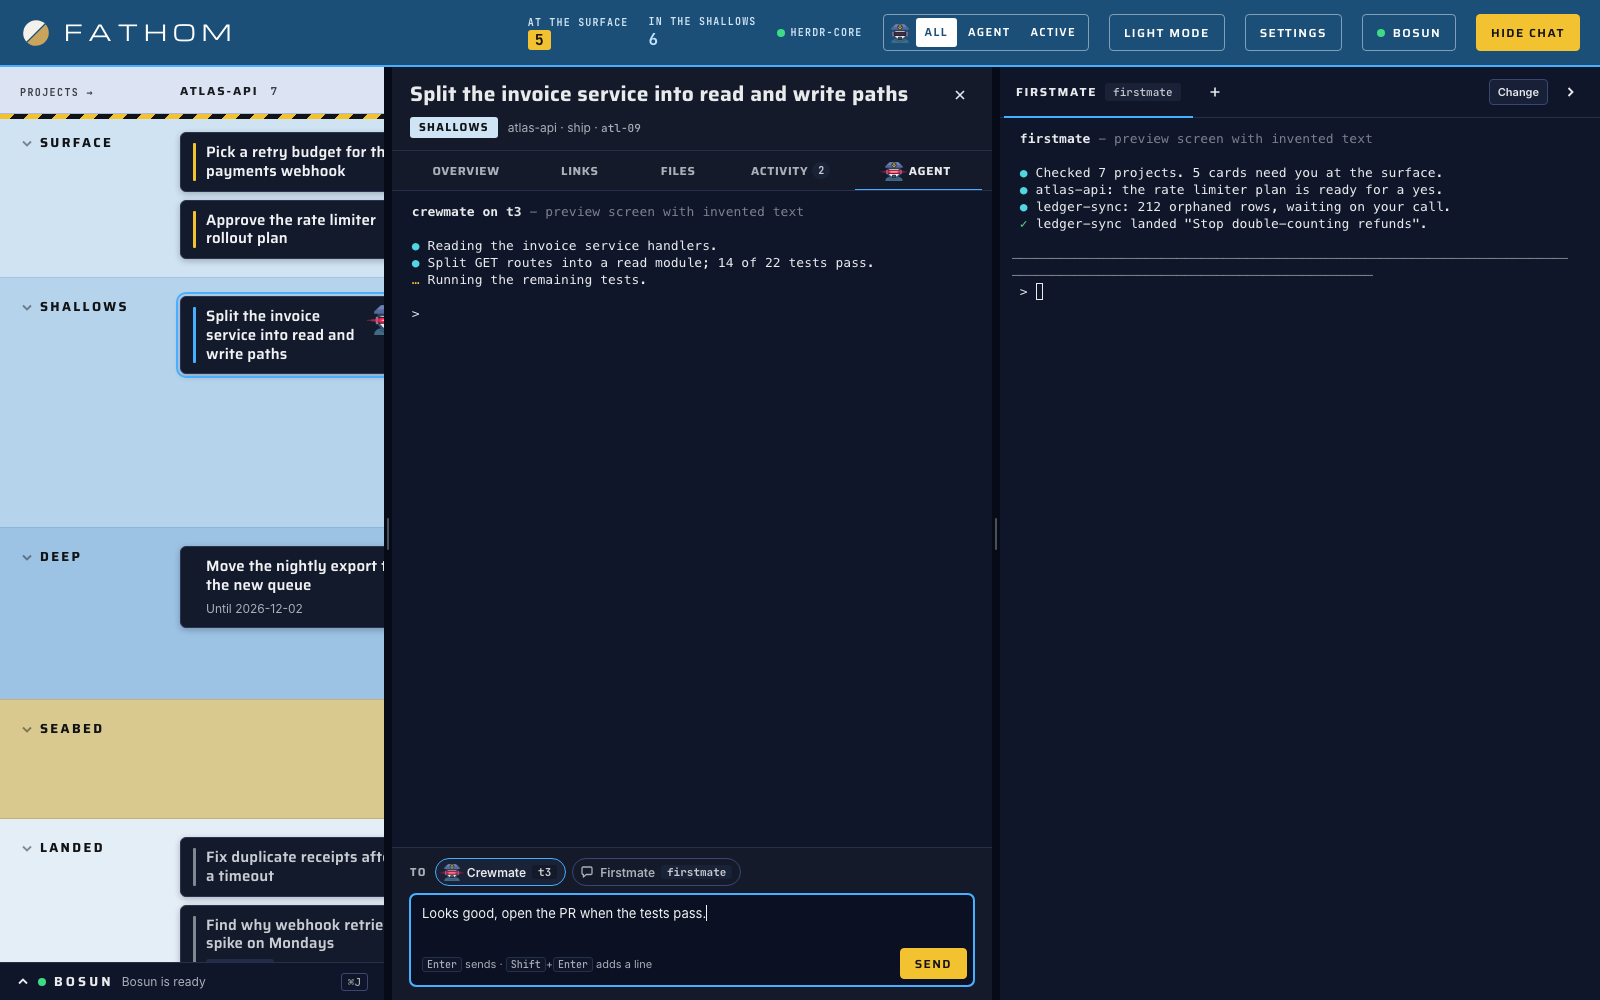 FATHOM
AT THE SURFACE
5
IN THE SHALLOWS
6
HERDR-CORE
ALL
AGENT
ACTIVE
LIGHT MODE
SETTINGS
BOSUN
HIDE CHAT
PROJECTS →
ATLAS-API 7
SURFACE
Pick a retry budget for th
payments webhook
Approve the rate limiter
rollout plan
SHALLOWS
Split the invoice
service into read and
write paths
DEEP
Move the nightly export t
the new queue
Until 2026-12-02
SEABED
LANDED
Fix duplicate receipts afte
a timeout
Find why webhook retrie
spike on Mondays
BOSUN Bosun is ready ⌘J
Split the invoice service into read and write paths ×
SHALLOWS atlas-api · ship · atl-09
OVERVIEW
LINKS
FILES
ACTIVITY 2
AGENT
crewmate on t3 — preview screen with invented text
● Reading the invoice service handlers.
● Split GET routes into a read module; 14 of 22 tests pass.
… Running the remaining tests.
>
TO Crewmate t3 Firstmate firstmate
Looks good, open the PR when the tests pass.
Enter sends · Shift+Enter adds a line
SEND
FIRSTMATE firstmate +
Change
firstmate — preview screen with invented text
● Checked 7 projects. 5 cards need you at the surface.
● atlas-api: the rate limiter plan is ready for a yes.
● ledger-sync: 212 orphaned rows, waiting on your call.
✓ ledger-sync landed "Stop double-counting refunds".
>